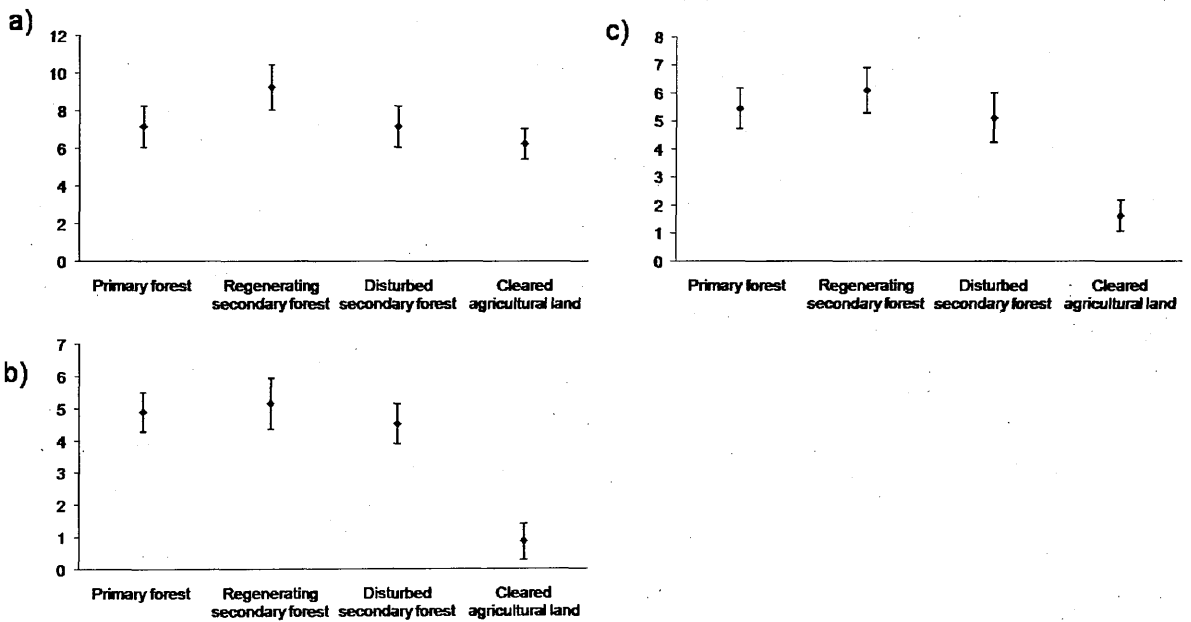 a)
12
10
8
6
4
2
0
Primary forest Regenerating Disturbed Cleared
secondary forest secondary forest agricultural land
c)
8
7
6
5
4
3
2
1
0
Primary forest Regenerating Disturbed Cleared
secondary forest secondary forest agricultural land
b)
7
6
5
4
3
2
1
0
Primary forest Regenerating Disturbed Cleared
secondary forest secondary forest agricultural land